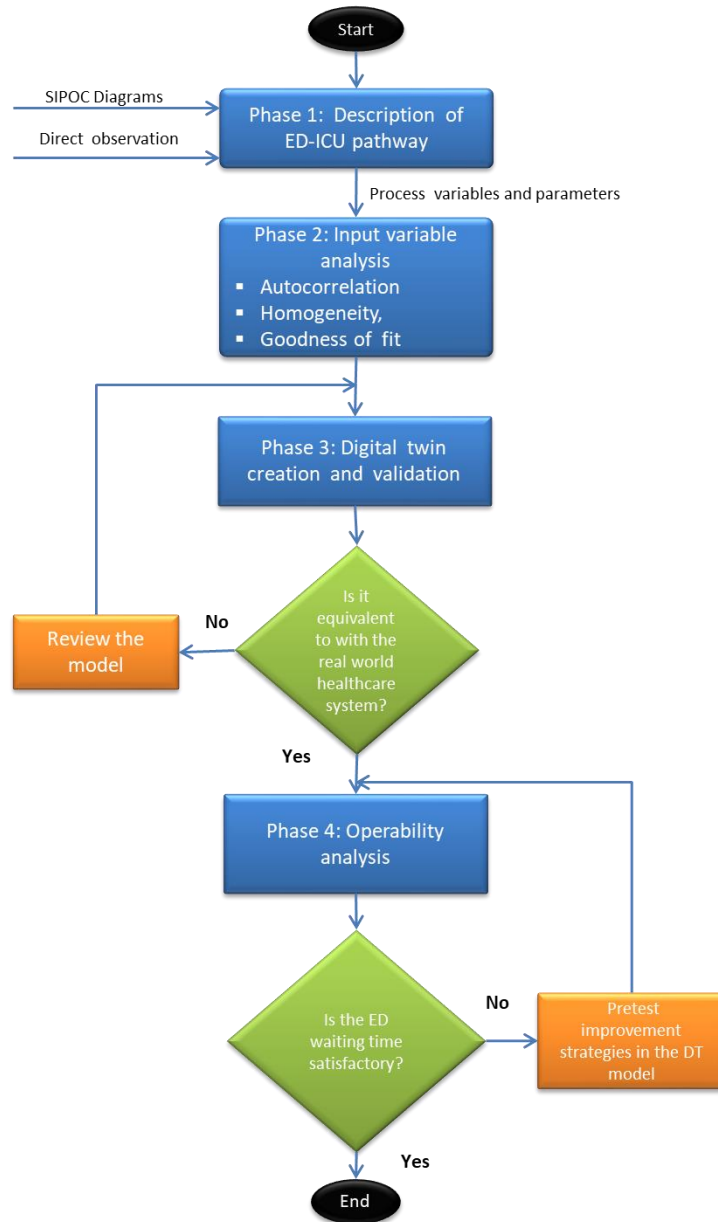 Start
SIPOC Diagrams
Direct observation
Phase 1: Description of
ED-ICU pathway
Process variables and parameters
Phase 2: Input variable
analysis
▪ Autocorrelation
▪ Homogeneity,
▪ Goodness of fit
Phase 3: Digital twin
creation and validation
Is it
equivalent
to with the
real world
healthcare
system?
No
Review the
model
Yes
Phase 4: Operability
analysis
Is the ED
waiting time
satisfactory?
No
Pretest
improvement
strategies in the DT
model
Yes
End